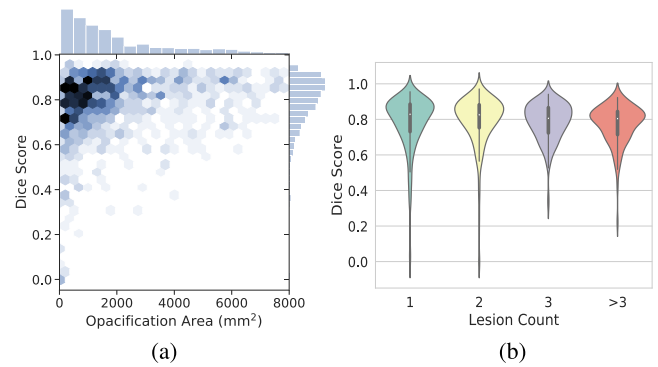 1.0
0.8
0.6
0.4
0.2
0.0
Dice Score
0 2000 4000 6000 8000
Opacification Area (mm²)
(a)
1.0
0.8
0.6
0.4
0.2
0.0
Dice Score
1 2 3 >3
Lesion Count
(b)